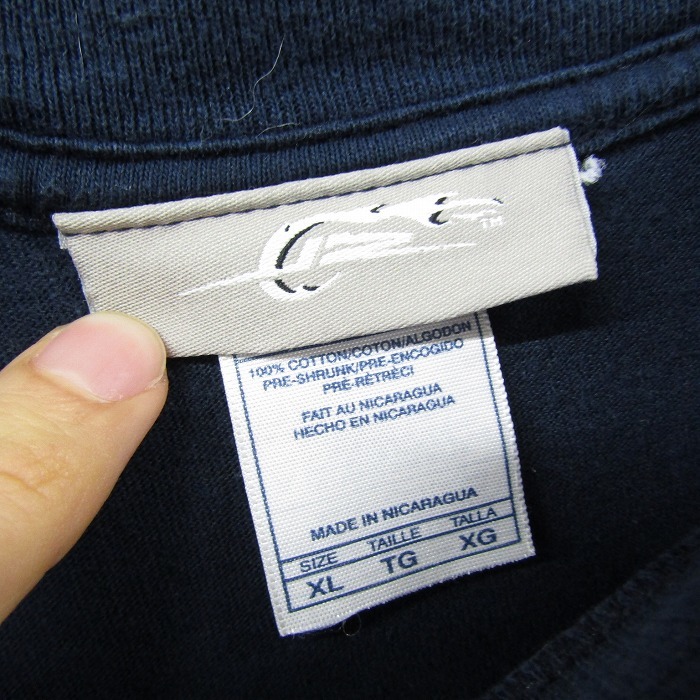 TM
100% COTTON/COTON/ALGODON
PRE-SHRUNK/PRE-ENCOGIDO
PRÉ-RÉTRÉCI
FAIT AU NICARAGUA
HECHO EN NICARAGUA
MADE IN NICARAGUA
SIZE TAILLE TALLA
XL TG XG